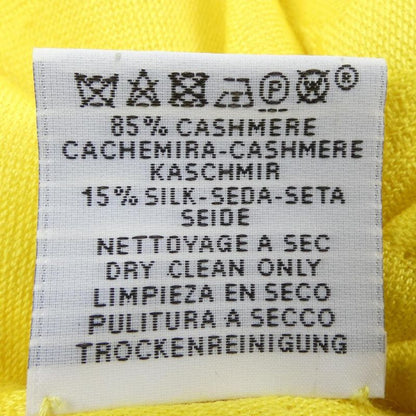 P W ®
85% CASHMERE
CACHEMIRA-CASHMERE
KASCHMIR
15% SILK-SEDA-SETA
SEIDE
NETTOYAGE A SEC
DRY CLEAN ONLY
LIMPIEZA EN SECO
PULITURA A SECCO
TROCKENREINIGUNG